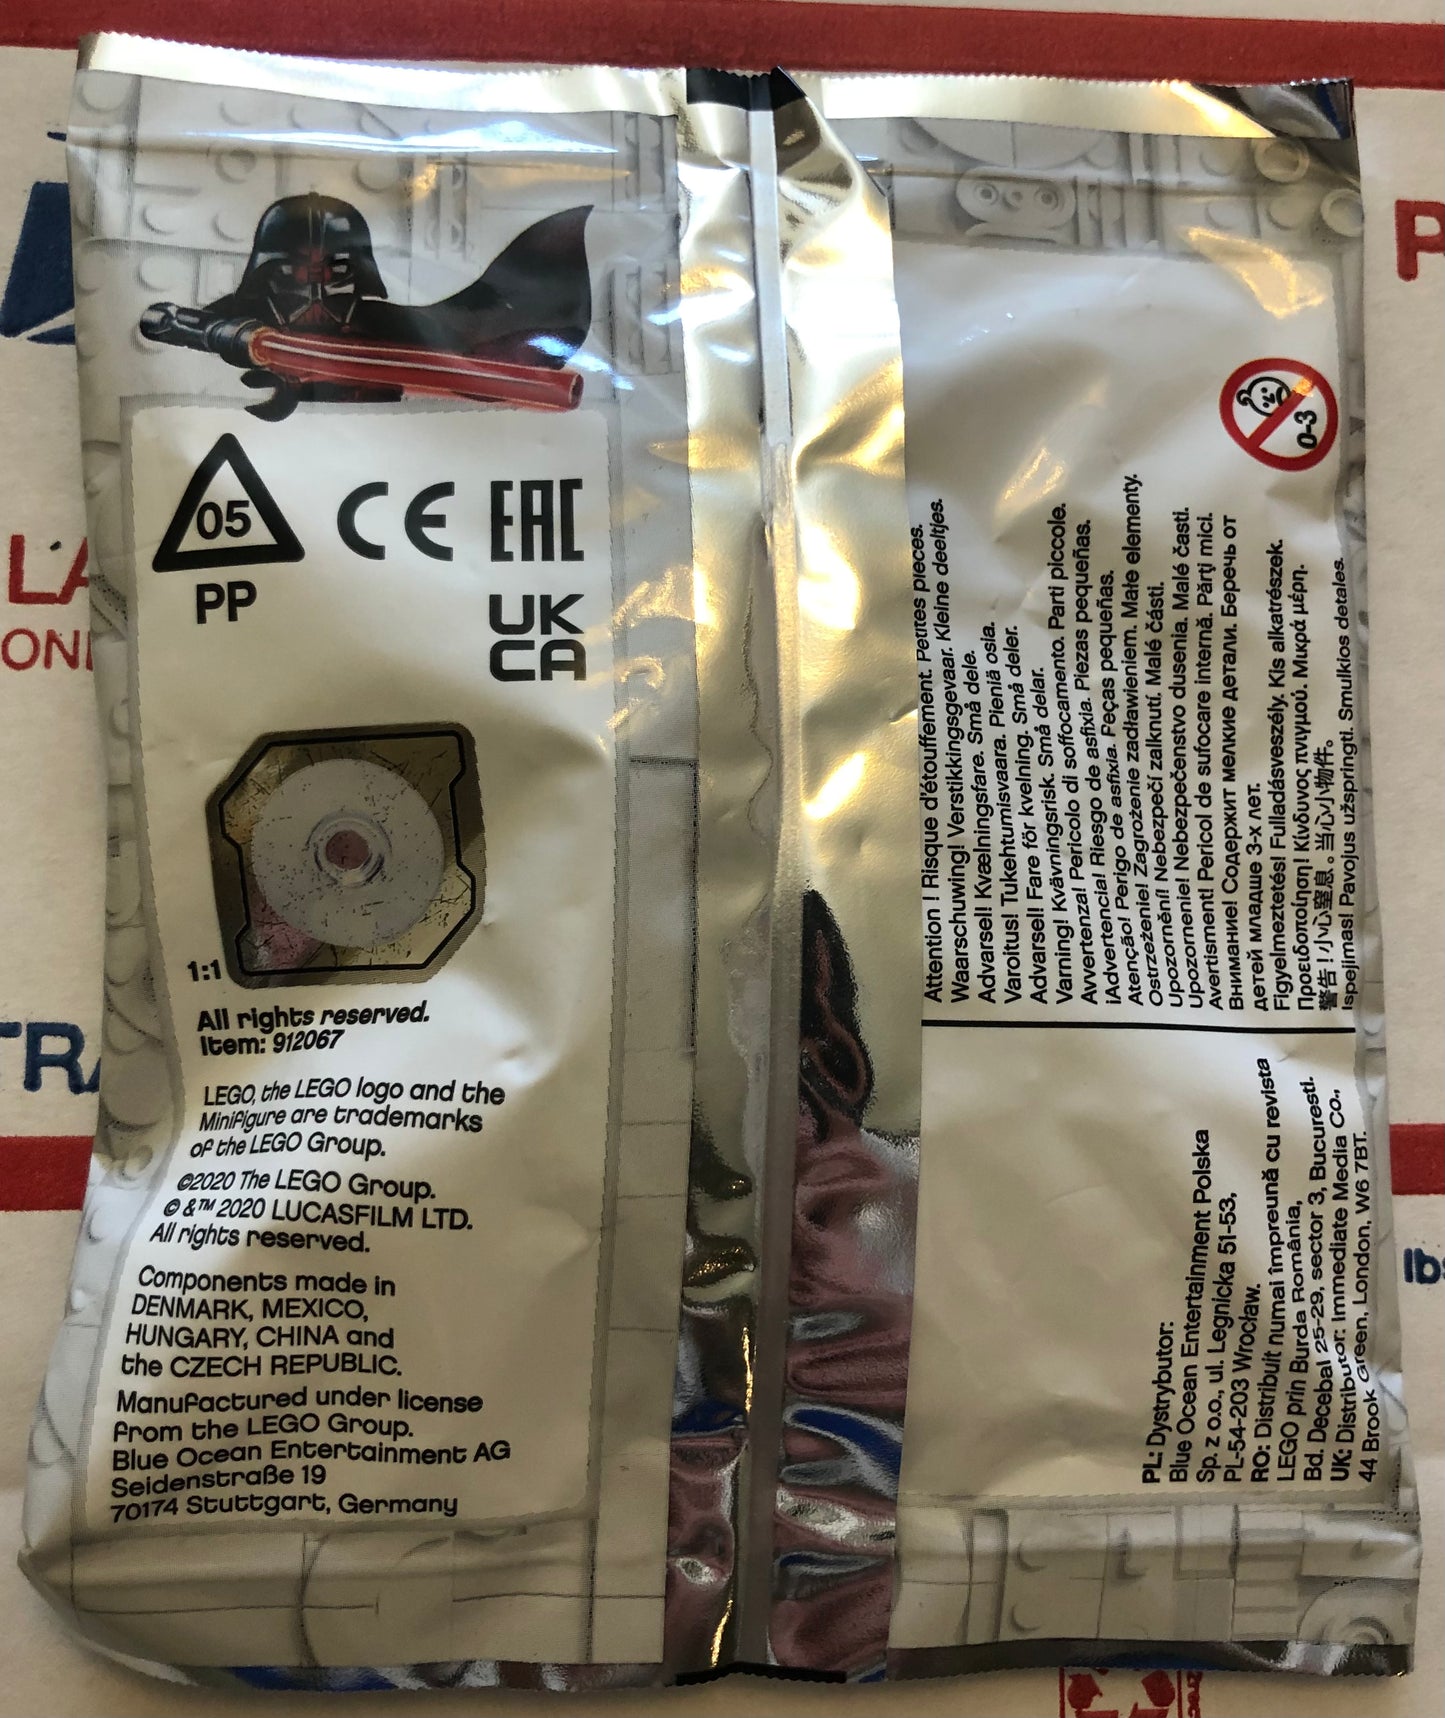 05
PP
CE
EAC
UK
CA
1:1
All rights reserved.
Item: 912067
LEGO, the LEGO logo and the
Minifigure are trademarks
of the LEGO Group.
©2020 The LEGO Group.
© &™ 2020 LUCASFILM LTD.
All rights reserved.
Components made in
DENMARK, MEXICO,
HUNGARY, CHINA and
the CZECH REPUBLIC.
Manufactured under license
from the LEGO Group.
Blue Ocean Entertainment AG
Seidenstraße 19
70174 Stuttgart, Germany
0-3
Attention ! Risque d'étouffement. Petites pièces.
Waarschuwing! Verstikkingsgevaar. Kleine deeltjes.
Advarsel! Kvælningsfare. Små dele.
Varoitus! Tukehtumisvaara. Pieniä osia.
Advarsel! Fare för kvelning. Små deler.
Varning! Kvävningsrisk. Små delar.
Avvertenza! Pericolo di soffocamento. Parti piccole.
¡Advertencia! Riesgo de asfixia. Piezas pequeñas.
Atenção! Perigo de asfixia. Peças pequeñas.
Ostrzeżenie! Zagrożenie zadławieniem. Małe elementy.
Upozornění! Nebezpečí zalknutí. Malé části.
Upozornenie! Nebezpečenstvo dusenia. Malé časti.
Avertisment! Pericol de sufocare internă. Părţi mici.
Внимание! Содержит мелкие детали. Беречь от
детей младше 3-х лет.
Figyelmeztetés! Fulladásveszély. Kis alkatrészek.
Προειδοποίηση! Κίνδυνος πνιγμού. Μικρά μέρη.
警告！小心窒息。当心小物件。
Įspėjimas! Pavojus užspringti. Smulkios detalės.
PL: Dystrybutor:
Blue Ocean Entertainment Polska
Sp. z o.o., ul. Legnicka 51-53,
PL-54-203 Wrocław.
RO: Distribuit numai împreună cu revista
LEGO prin Burda România,
Bd. Decebal 25-29, sector 3, Bucuresti.
UK: Distributor: Immediate Media Co.,
44 Brook Green, London, W6 7BT.